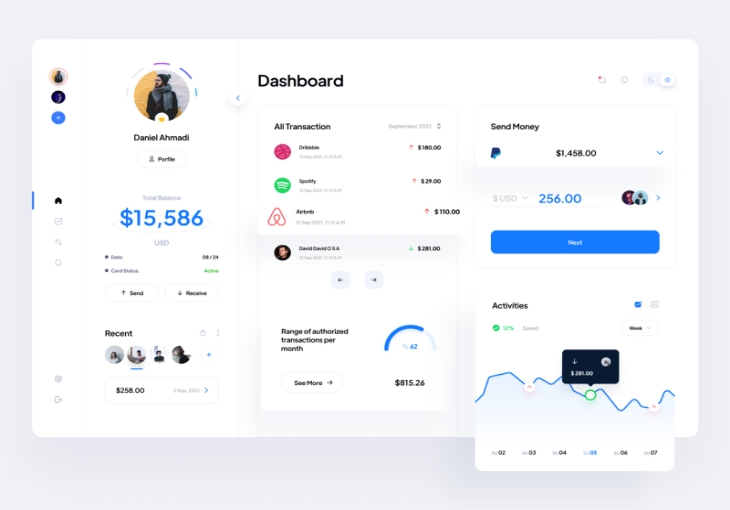 Daniel Ahmadi
Porfile
Total Balance
$15,586
USD
Date:
08 / 24
Card Status:
Active
Send
Receive
Recent
$258.00
3 Sep, 2021
Dashboard
All Transaction
September 2021
Dribbble
$180.00
12 Sep 2021, 11:13 A.M
Spotify
$29.00
12 Sep 2021, 11:13 A.M
Airbnb
$110.00
12 Sep 2021, 11:13 A.M
David David O S A
$281.00
12 Sep 2021, 11:13 A.M
Range of authorized
transactions per
month
% 62
See More
$815.26
Send Money
$1,458.00
$ USD
256.00
Next
Activities
12%
Saved
Week
$281.00
02
03
04
05
06
07